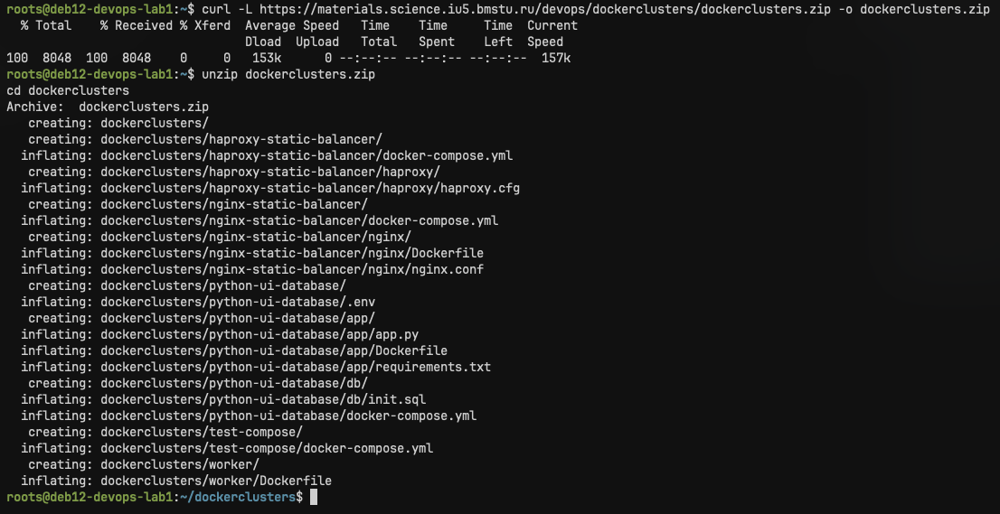 roots@deb12-devops-lab1:~$ curl -L https://materials.science.iu5.bmstu.ru/devops/dockerclusters/dockerclusters.zip -o dockerclusters.zip
  % Total    % Received % Xferd  Average Speed   Time    Time     Time  Current
                                 Dload  Upload   Total   Spent    Left  Speed
100  8048  100  8048    0     0   153k      0 --:--:-- --:--:-- --:--:--  157k
roots@deb12-devops-lab1:~$ unzip dockerclusters.zip
cd dockerclusters
Archive:  dockerclusters.zip
   creating: dockerclusters/
   creating: dockerclusters/haproxy-static-balancer/
  inflating: dockerclusters/haproxy-static-balancer/docker-compose.yml
   creating: dockerclusters/haproxy-static-balancer/haproxy/
  inflating: dockerclusters/haproxy-static-balancer/haproxy/haproxy.cfg
   creating: dockerclusters/nginx-static-balancer/
  inflating: dockerclusters/nginx-static-balancer/docker-compose.yml
   creating: dockerclusters/nginx-static-balancer/nginx/
  inflating: dockerclusters/nginx-static-balancer/nginx/Dockerfile
  inflating: dockerclusters/nginx-static-balancer/nginx/nginx.conf
   creating: dockerclusters/python-ui-database/
  inflating: dockerclusters/python-ui-database/.env
   creating: dockerclusters/python-ui-database/app/
  inflating: dockerclusters/python-ui-database/app/app.py
  inflating: dockerclusters/python-ui-database/app/Dockerfile
  inflating: dockerclusters/python-ui-database/app/requirements.txt
   creating: dockerclusters/python-ui-database/db/
  inflating: dockerclusters/python-ui-database/db/init.sql
  inflating: dockerclusters/python-ui-database/docker-compose.yml
   creating: dockerclusters/test-compose/
  inflating: dockerclusters/test-compose/docker-compose.yml
   creating: dockerclusters/worker/
  inflating: dockerclusters/worker/Dockerfile
roots@deb12-devops-lab1:~/dockerclusters$